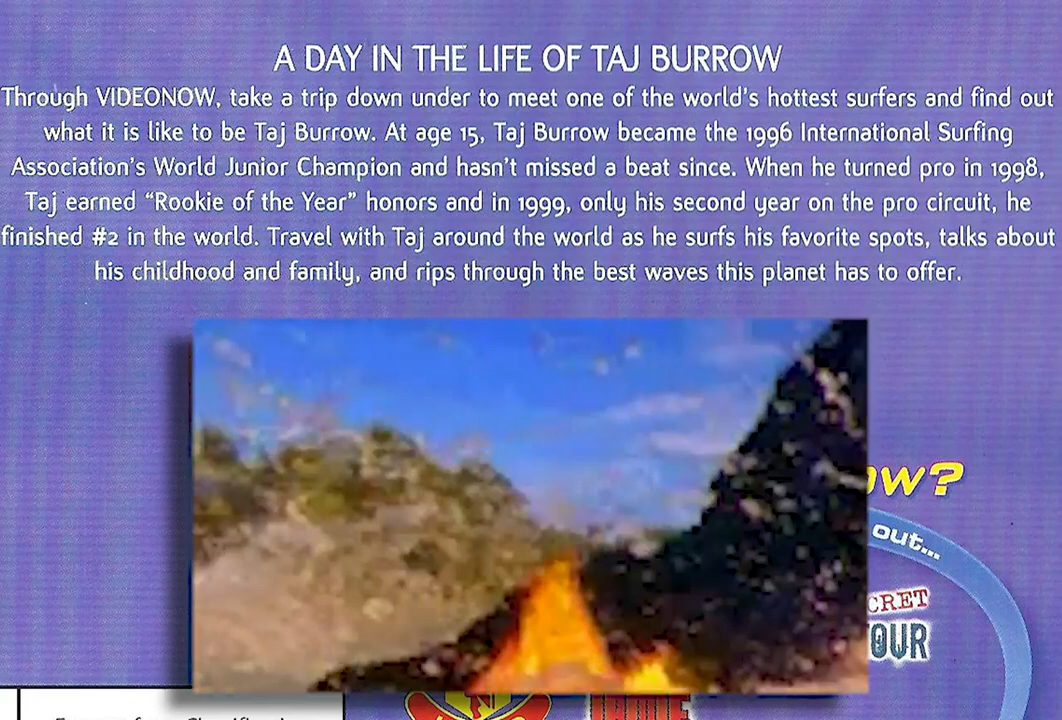 A DAY IN THE LIFE OF TAJ BURROW
Through VIDEONOW, take a trip down under to meet one of the world's hottest surfers and find out
what it is like to be Taj Burrow. At age 15, Taj Burrow became the 1996 International Surfing
Association's World Junior Champion and hasn't missed a beat since. When he turned pro in 1998,
Taj earned “Rookie of the Year” honors and in 1999, only his second year on the pro circuit, he
finished #2 in the world. Travel with Taj around the world as he surfs his favorite spots, talks about
his childhood and family, and rips through the best waves this planet has to offer.
out...